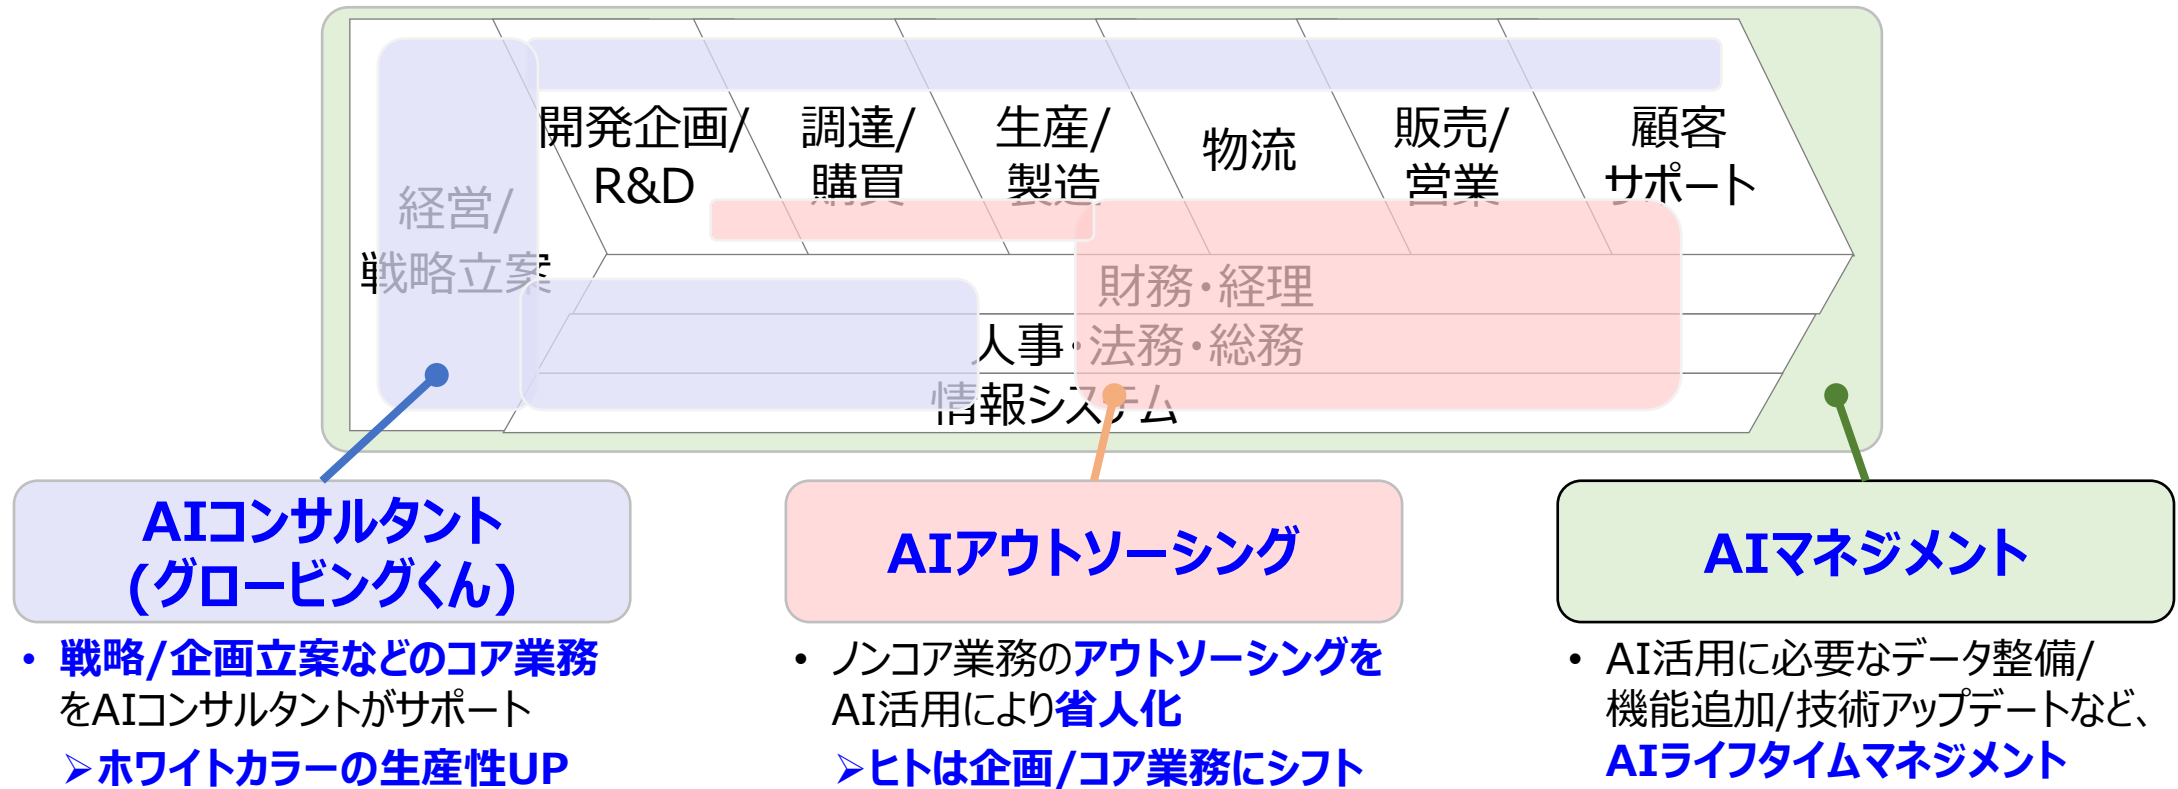 経営/
戦略立案
開発企画/
R&D
調達/
購買
生産/
製造
物流
販売/
営業
顧客
サポート
財務・経理
人事・法務・総務
情報システム
AIコンサルタント
(グロービングくん)
• 戦略/企画立案などのコア業務
をAIコンサルタントがサポート
➢ホワイトカラーの生産性UP
AIアウトソーシング
• ノンコア業務のアウトソーシングを
AI活用により省人化
➢ヒトは企画/コア業務にシフト
AIマネジメント
• AI活用に必要なデータ整備/
機能追加/技術アップデートなど、
AIライフタイムマネジメント